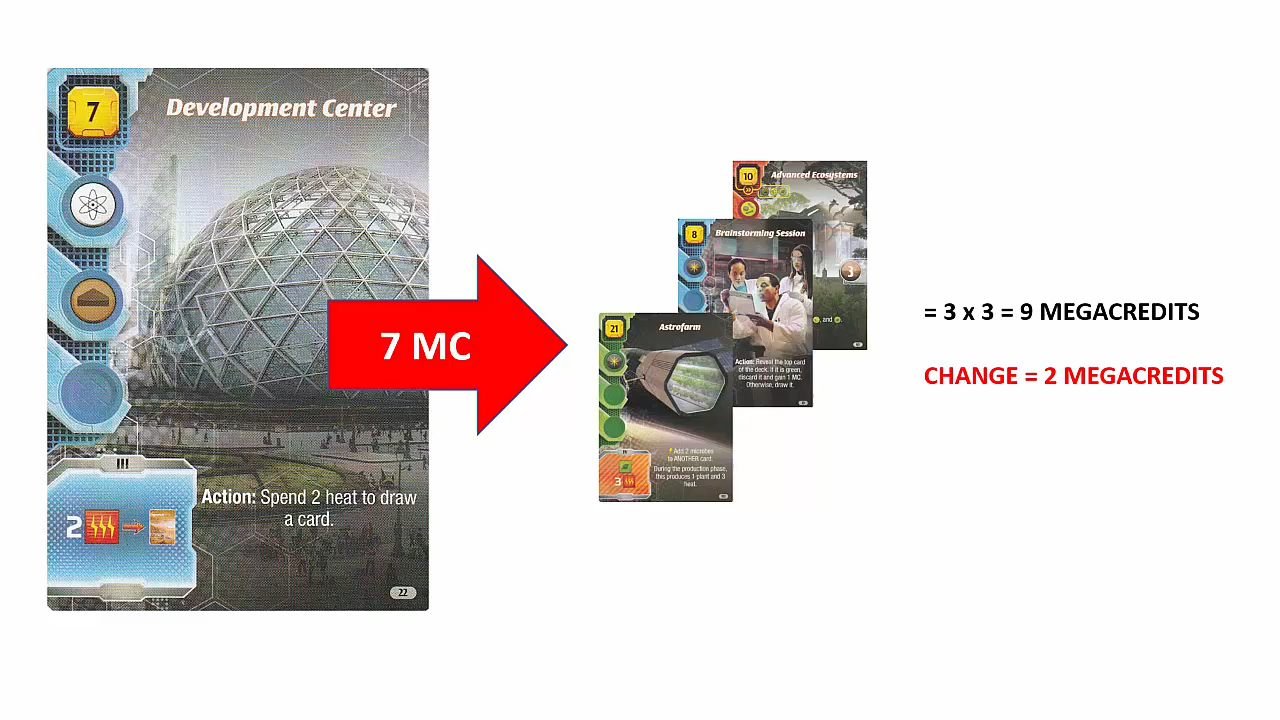 7
Development Center
7 MC
III
Action: Spend 2 heat to draw
a card.
2
22
10
Advanced Ecosystems
3
8
Brainstorming Session
, and
Action: Reveal the top card
of the deck. If it is green,
discard it and gain 1 MC.
Otherwise, draw it.
21
Astrofarm
IV
Add 2 microbes
to ANOTHER card.
During the production phase,
this produces 1 plant and 3
heat.
3
= 3 x 3 = 9 MEGACREDITS
CHANGE = 2 MEGACREDITS